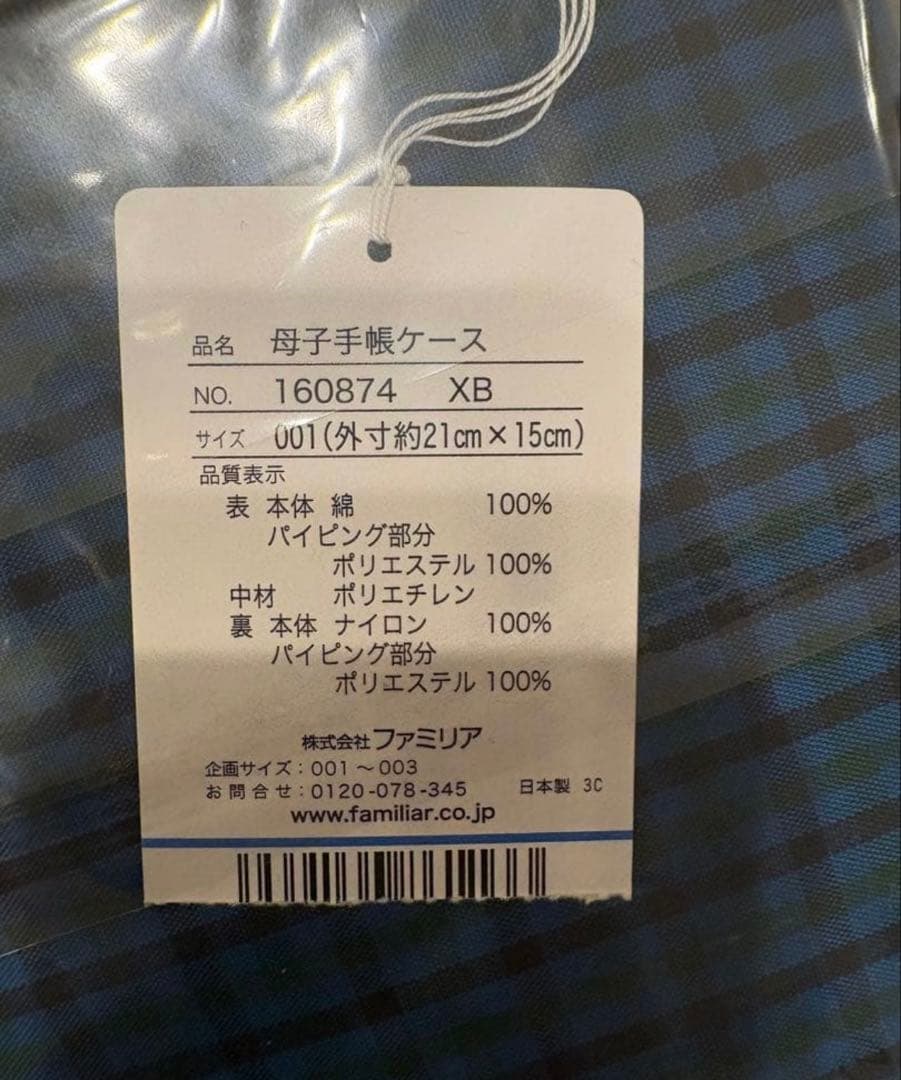 品名 母子手帳ケース
NO. 160874 XB
サイズ 001(外寸約21㎝×15㎝)
品質表示
表 本体 綿 100%
パイピング部分
ポリエステル 100%
中材 ポリエチレン
裏 本体 ナイロン 100%
パイピング部分
ポリエステル 100%
株式会社ファミリア
企画サイズ：001～003
お問合せ：0120-078-345 日本製 3C
www.familiar.co.jp